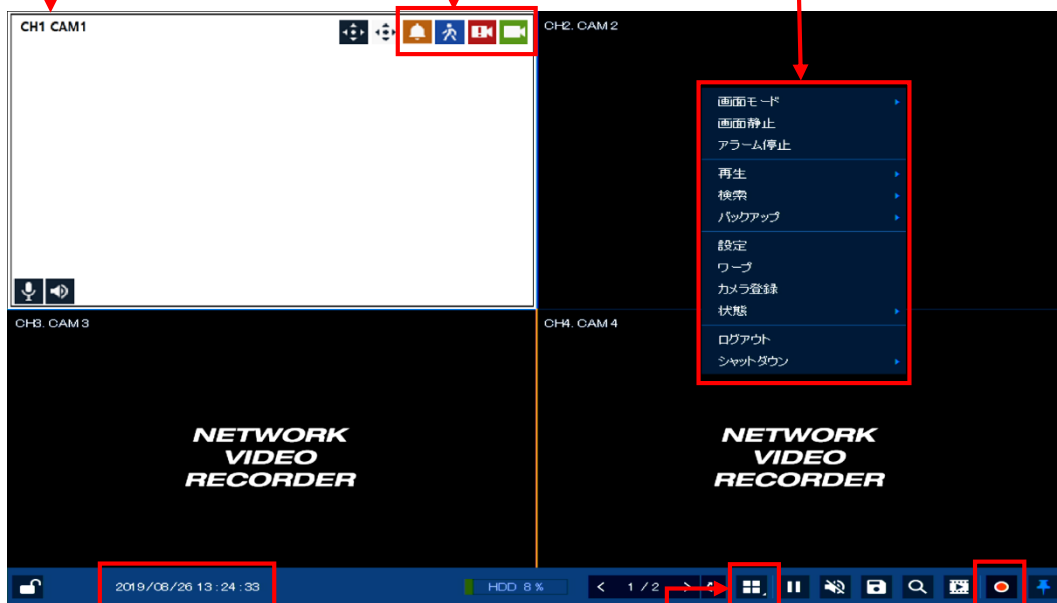 CH1 CAM1
CH2. CAM 2
画面モード
画面静止
アラーム停止
再生
検索
バックアップ
設定
ワープ
カメラ登録
状態
ログアウト
シャットダウン
CH3. CAM 3
CH4. CAM 4
NETWORK
VIDEO
RECORDER
NETWORK
VIDEO
RECORDER
2019/08/26 13:24:33
HDD 8 %
< 1 / 2 >